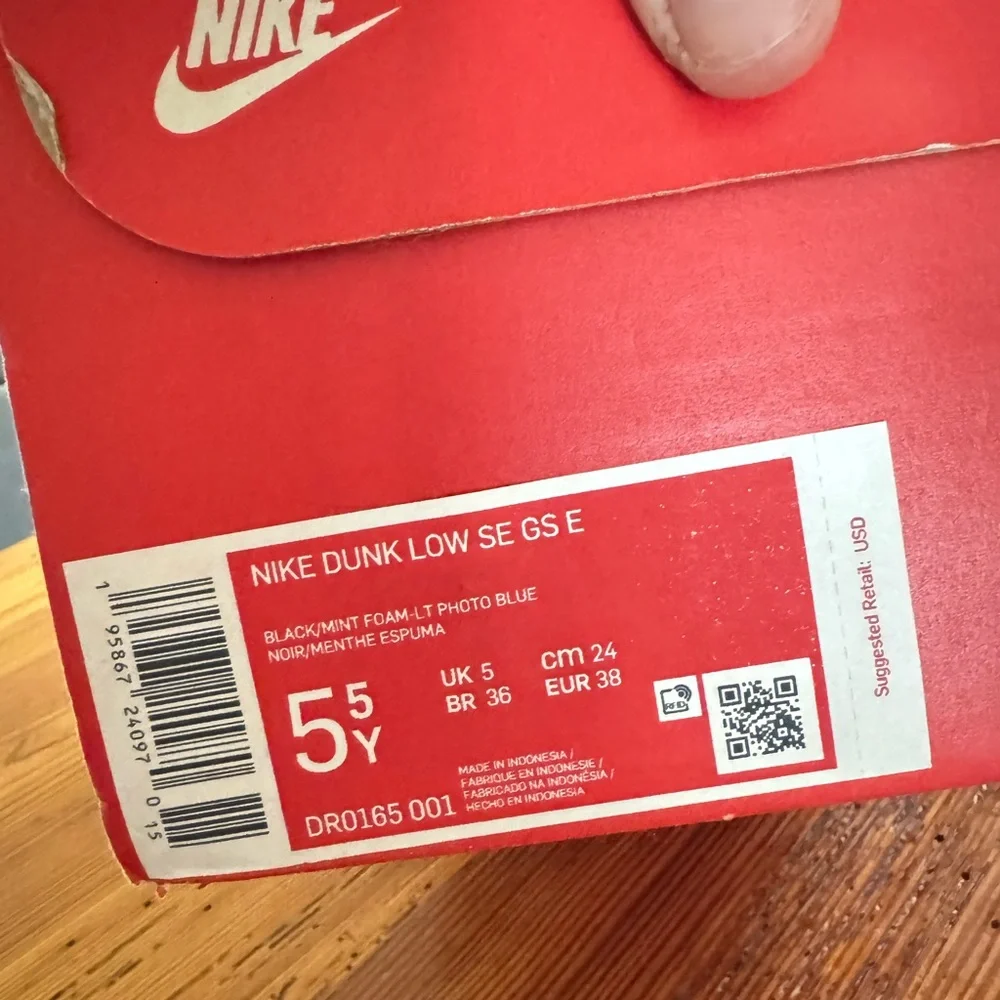 NIKE
NIKE DUNK LOW SE GS E
BLACK/MINT FOAM-LT PHOTO BLUE
NOIR/MENTHE ESPUMA
5 5 Y
UK 5
BR 36
cm 24
EUR 38
RFID
MADE IN INDONESIA /
FABRIQUE EN INDONESIE /
FABRICADO NA INDONÉSIA /
HECHO EN INDONESIA
DR0165 001
1 95867 24097 0 15
Suggested Retail: USD